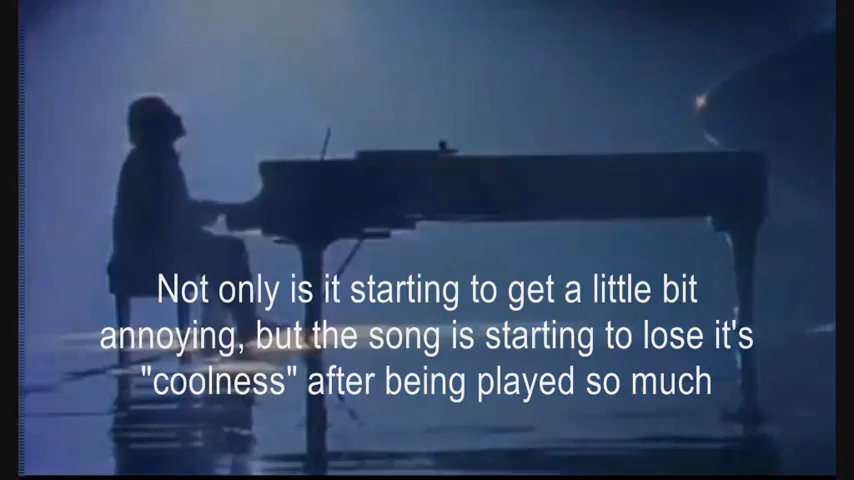 Not only is it starting to get a little bit
annoying, but the song is starting to lose it's
"coolness" after being played so much